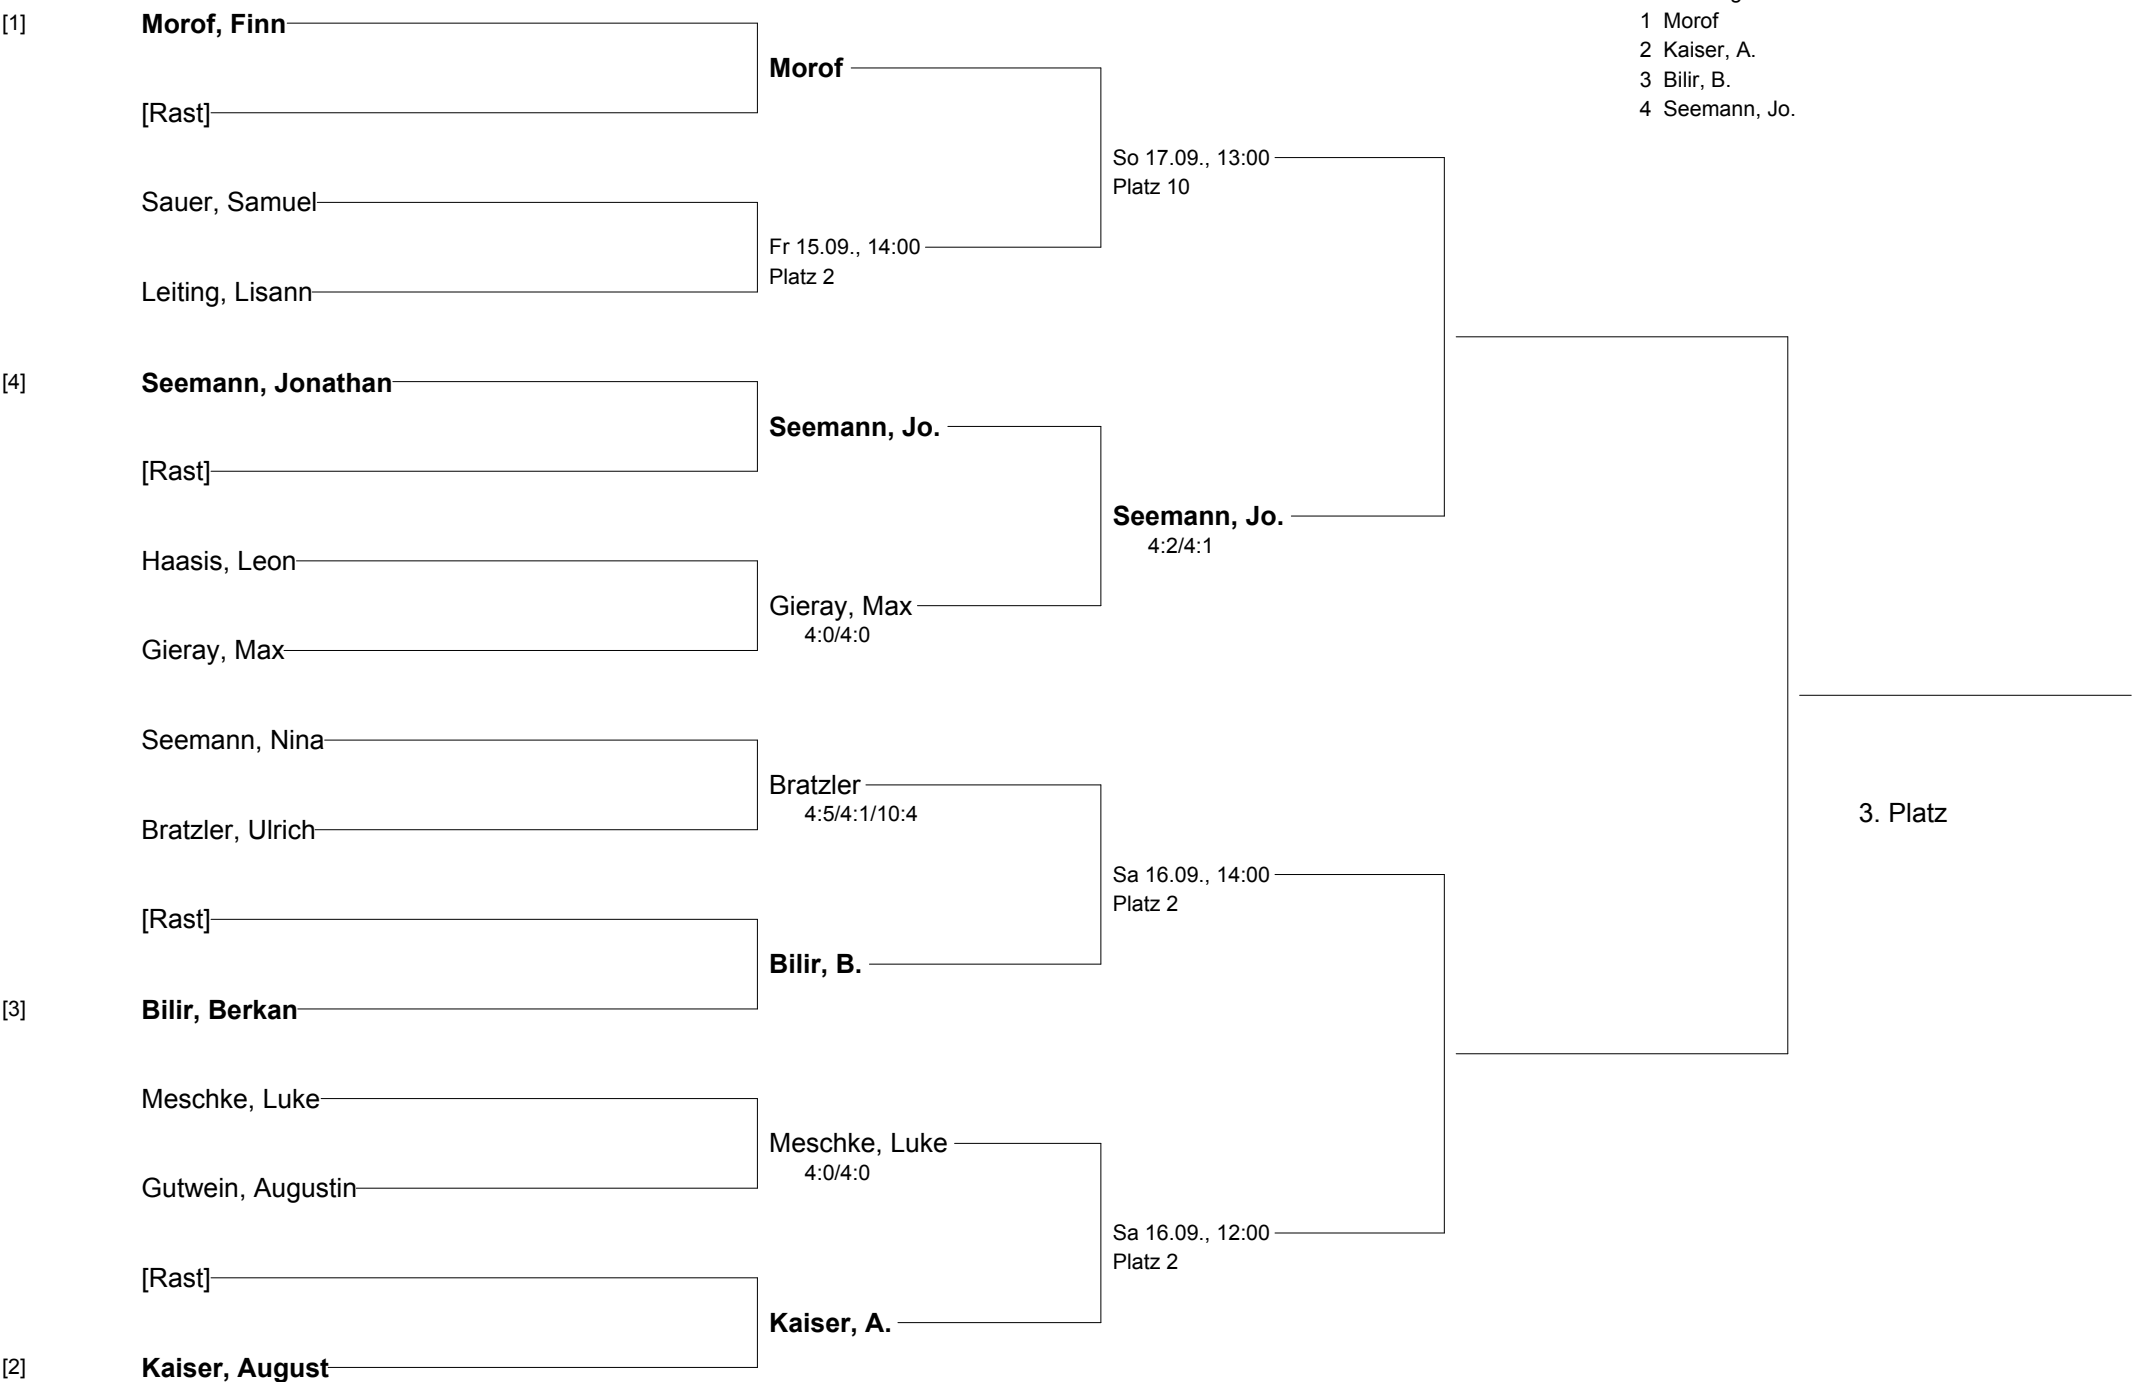 1 Morof
2 Kaiser, A.
3 Bilir, B.
4 Seemann, Jo.
[1] Morof, Finn
Morof
[Rast]
So 17.09., 13:00
Platz 10
Sauer, Samuel
Fr 15.09., 14:00
Platz 2
Leiting, Lisann
[4] Seemann, Jonathan
Seemann, Jo.
[Rast]
Seemann, Jo.
4:2/4:1
Haasis, Leon
Gieray, Max
4:0/4:0
Gieray, Max
Seemann, Nina
Bratzler
4:5/4:1/10:4
Bratzler, Ulrich
3. Platz
Sa 16.09., 14:00
Platz 2
[Rast]
Bilir, B.
[3] Bilir, Berkan
Meschke, Luke
Meschke, Luke
4:0/4:0
Gutwein, Augustin
Sa 16.09., 12:00
Platz 2
[Rast]
Kaiser, A.
[2] Kaiser, August